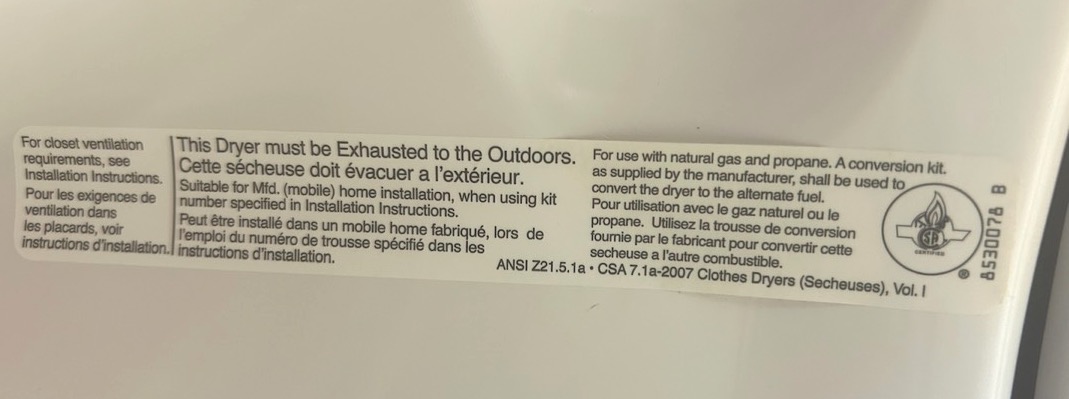 For closet ventilation
requirements, see
Installation Instructions.
Pour les exigences de
ventilation dans
les placards, voir
instructions d'installation.
This Dryer must be Exhausted to the Outdoors.
Cette sécheuse doit évacuer a l'extérieur.
Suitable for Mfd. (mobile) home installation, when using kit
number specified in Installation Instructions.
Peut être installé dans un mobile home fabriqué, lors de
l'emploi du numéro de trousse spécifié dans les
instructions d'installation.
For use with natural gas and propane. A conversion kit.
as supplied by the manufacturer, shall be used to
convert the dryer to the alternate fuel.
Pour utilisation avec le gaz naturel ou le
propane. Utilisez la trousse de conversion
fournie par le fabricant pour convertir cette
secheuse a l'autre combustible.
ANSI Z21.5.1a • CSA 7.1a-2007 Clothes Dryers (Secheuses), Vol. I
CERTIFIED
®
8530078 B